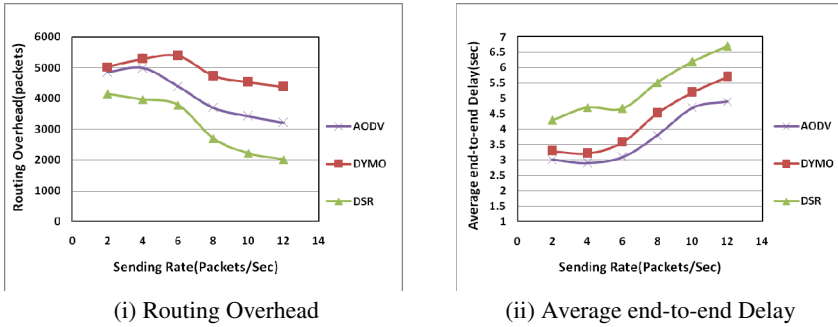 6000
5000
4000
3000
2000
1000
0
Routing Overhead(packets)
0 2 4 6 8 10 12 14
Sending Rate(Packets/Sec)
AODV
DYMO
DSR
(i) Routing Overhead
7
6.5
6
5.5
5
4.5
4
3.5
3
2.5
2
1.5
1
Average end-to-end Delay(sec)
0 2 4 6 8 10 12 14
Sending Rate(Packets/Sec)
AODV
DYMO
DSR
(ii) Average end-to-end Delay